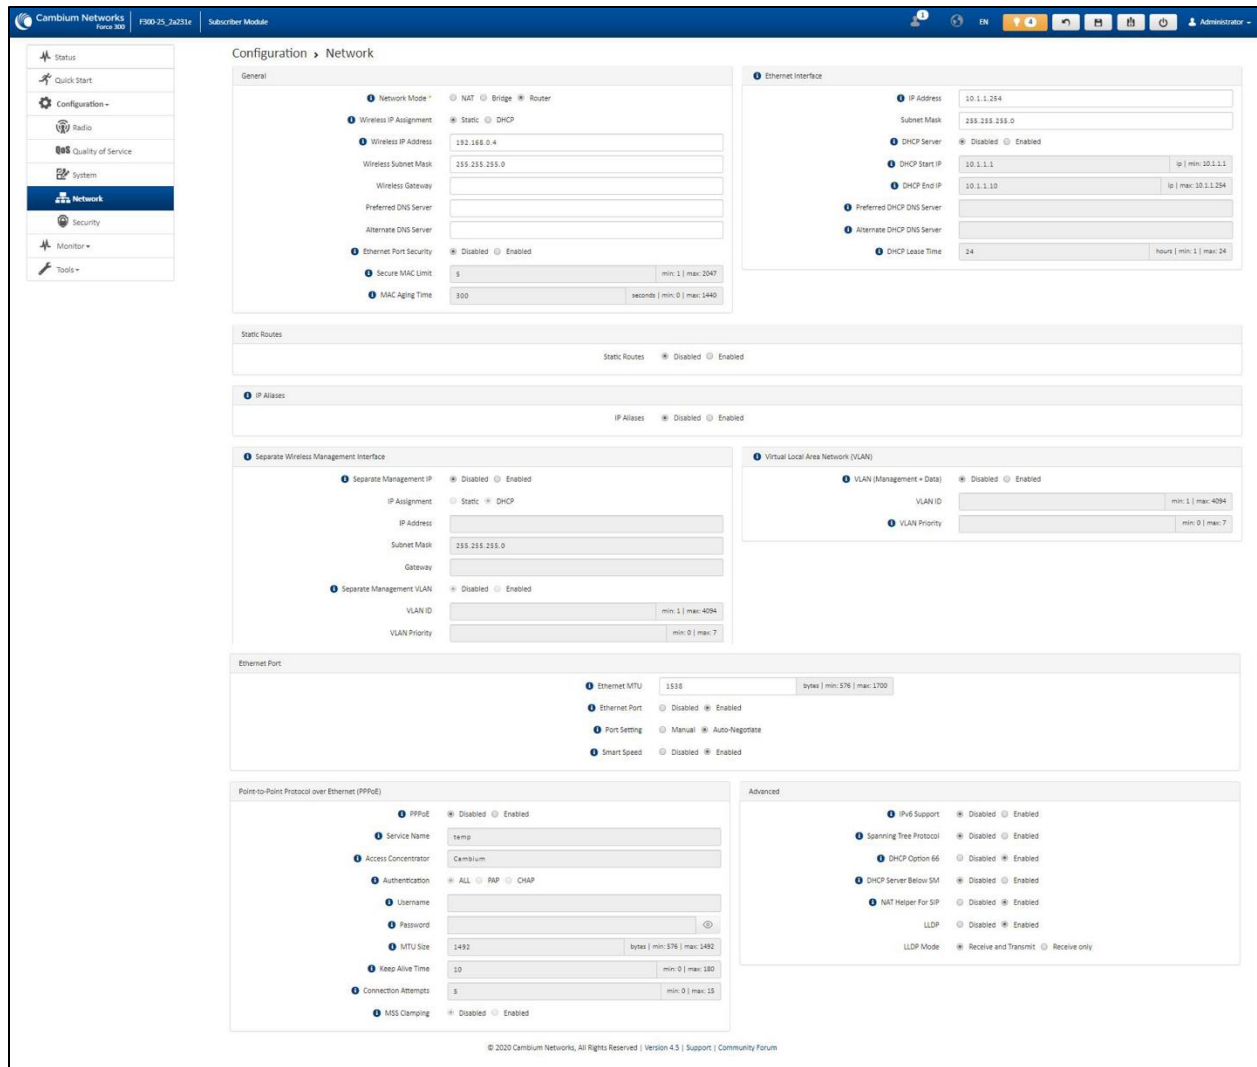 Cambium Networks
Force 300
F300-25_2a231e
Subscriber Module
1
EN
4
Administrator
Status
Quick Start
Configuration
Radio
QoS Quality of Service
System
Network
Security
Monitor
Tools
Configuration > Network
General
Network Mode * NAT Bridge Router
Wireless IP Assignment Static DHCP
Wireless IP Address 192.168.0.4
Wireless Subnet Mask 255.255.255.0
Wireless Gateway
Preferred DNS Server
Alternate DNS Server
Ethernet Port Security Disabled Enabled
Secure MAC Limit 5 min: 1 | max: 2047
MAC Aging Time 300 seconds | min: 0 | max: 1440
Ethernet Interface
IP Address 10.1.1.254
Subnet Mask 255.255.255.0
DHCP Server Disabled Enabled
DHCP Start IP 10.1.1.1 ip | min: 10.1.1.1
DHCP End IP 10.1.1.10 ip | max: 10.1.1.254
Preferred DHCP DNS Server
Alternate DHCP DNS Server
DHCP Lease Time 24 hours | min: 1 | max: 24
Static Routes
Static Routes Disabled Enabled
IP Aliases
IP Aliases Disabled Enabled
Separate Wireless Management Interface
Separate Management IP Disabled Enabled
IP Assignment Static DHCP
IP Address
Subnet Mask 255.255.255.0
Gateway
Separate Management VLAN Disabled Enabled
VLAN ID min: 1 | max: 4094
VLAN Priority min: 0 | max: 7
Virtual Local Area Network (VLAN)
VLAN (Management + Data) Disabled Enabled
VLAN ID min: 1 | max: 4094
VLAN Priority min: 0 | max: 7
Ethernet Port
Ethernet MTU 1538 bytes | min: 576 | max: 1700
Ethernet Port Disabled Enabled
Port Setting Manual Auto-Negotiate
Smart Speed Disabled Enabled
Point-to-Point Protocol over Ethernet (PPPoE)
PPPoE Disabled Enabled
Service Name temp
Access Concentrator Cambium
Authentication ALL PAP CHAP
Username
Password
MTU Size 1492 bytes | min: 576 | max: 1492
Keep Alive Time 10 min: 0 | max: 180
Connection Attempts 5 min: 0 | max: 15
MSS Clamping Disabled Enabled
Advanced
IPv6 Support Disabled Enabled
Spanning Tree Protocol Disabled Enabled
DHCP Option 66 Disabled Enabled
DHCP Server Below SM Disabled Enabled
NAT Helper For SIP Disabled Enabled
LLDP Disabled Enabled
LLDP Mode Receive and Transmit Receive only
© 2020 Cambium Networks, All Rights Reserved | Version 4.5 | Support | Community Forum